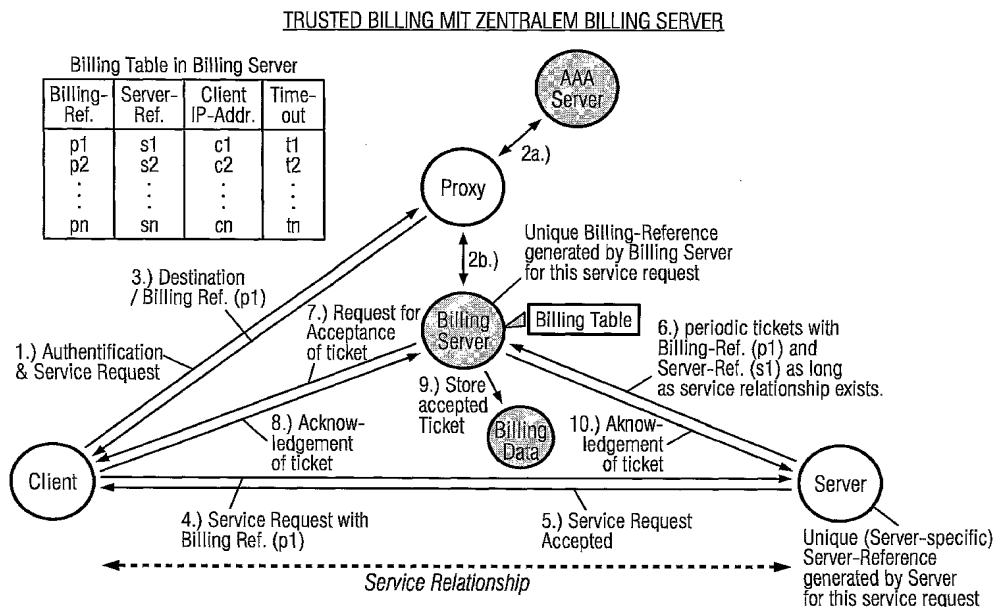 TRUSTED BILLING MIT ZENTRALEM BILLING SERVER
Billing Table in Billing Server
Billing-Ref. Server-Ref. Client IP-Addr. Time-out
p1 s1 c1 t1
p2 s2 c2 t2
: : : :
pn sn cn tn
AAA
Server
2a.)
Proxy
2b.)
Unique Billing-Reference
generated by Billing Server
for this service request
3.) Destination
/ Billing Ref. (p1)
1.) Authentification
& Service Request
7.) Request for
Acceptance
of ticket
Billing
Server
Billing Table
6.) periodic tickets with
Billing-Ref. (p1) and
Server-Ref. (s1) as long
as service relationship exists.
9.) Store
accepted
Ticket
8.) Acknow-
ledgement
of ticket
Billing
Data
10.) Aknow-
ledgement
of ticket
Client
Server
4.) Service Request with
Billing Ref. (p1)
5.) Service Request
Accepted
Service Relationship
Unique (Server-specific)
Server-Reference
generated by Server
for this service request